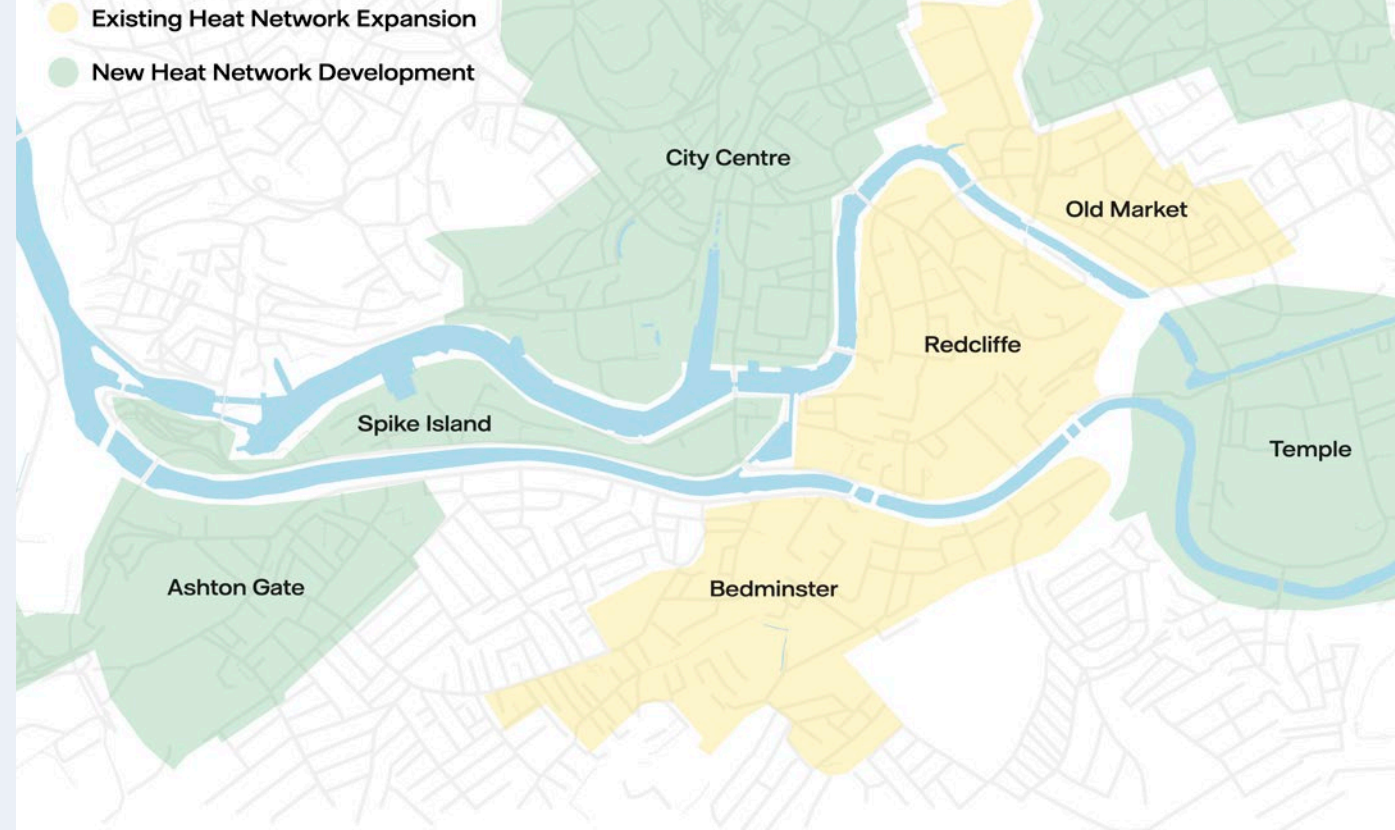 Existing Heat Network Expansion
New Heat Network Development
City Centre
Old Market
Redcliffe
Spike Island
Temple
Ashton Gate
Bedminster